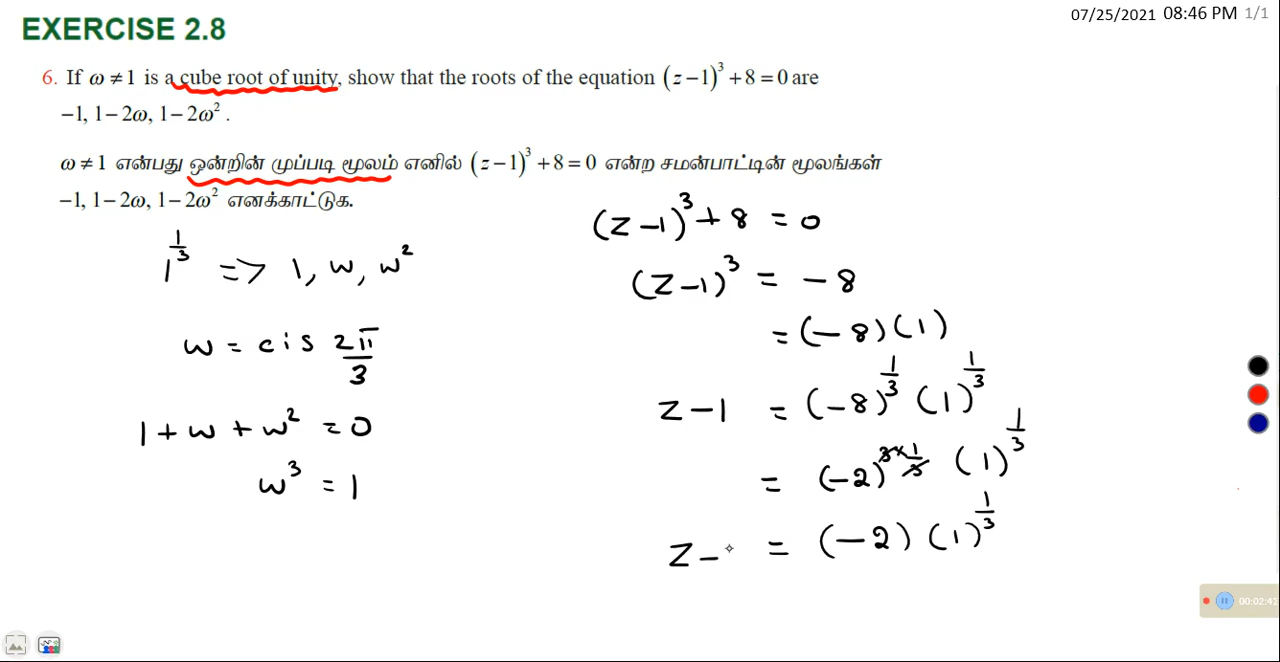 EXERCISE 2.8
07/25/2021 08:46 PM 1/1
6. If ω ≠ 1 is a cube root of unity, show that the roots of the equation (z−1)³ + 8 = 0 are
−1, 1−2ω, 1−2ω².
ω ≠ 1 என்பது ஒன்றின் முப்படி மூலம் எனில் (z−1)³ + 8 = 0 என்ற சமன்பாட்டின் மூலங்கள்
−1, 1−2ω, 1−2ω² எனக்காட்டுக.
1^(1/3) => 1, w, w²
w = cis 2π/3
1 + w + w² = 0
w³ = 1
(z−1)³ + 8 = 0
(z−1)³ = −8
= (−8)(1)
z−1 = (−8)^(1/3) (1)^(1/3)
= (−2)^(3×1/3) (1)^(1/3)
z− = (−2) (1)^(1/3)
00:02:42